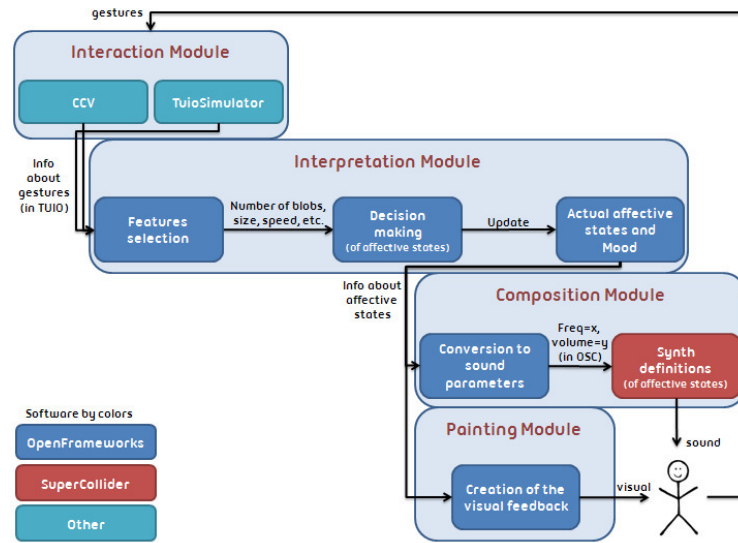 gestures
Interaction Module
CCV
TuioSimulator
Info
about
gestures
(in TUIO)
Interpretation Module
Features
selection
Number of blobs,
size, speed, etc.
Decision
making
(of affective states)
Update
Actual affective
states and
Mood
Info about
affective
states
Composition Module
Conversion to
sound
parameters
Freq=x,
volume=y
(in OSC)
Synth
definitions
(of affective states)
Painting Module
Creation of the
visual feedback
visual
sound
Software by colors
OpenFrameworks
SuperCollider
Other